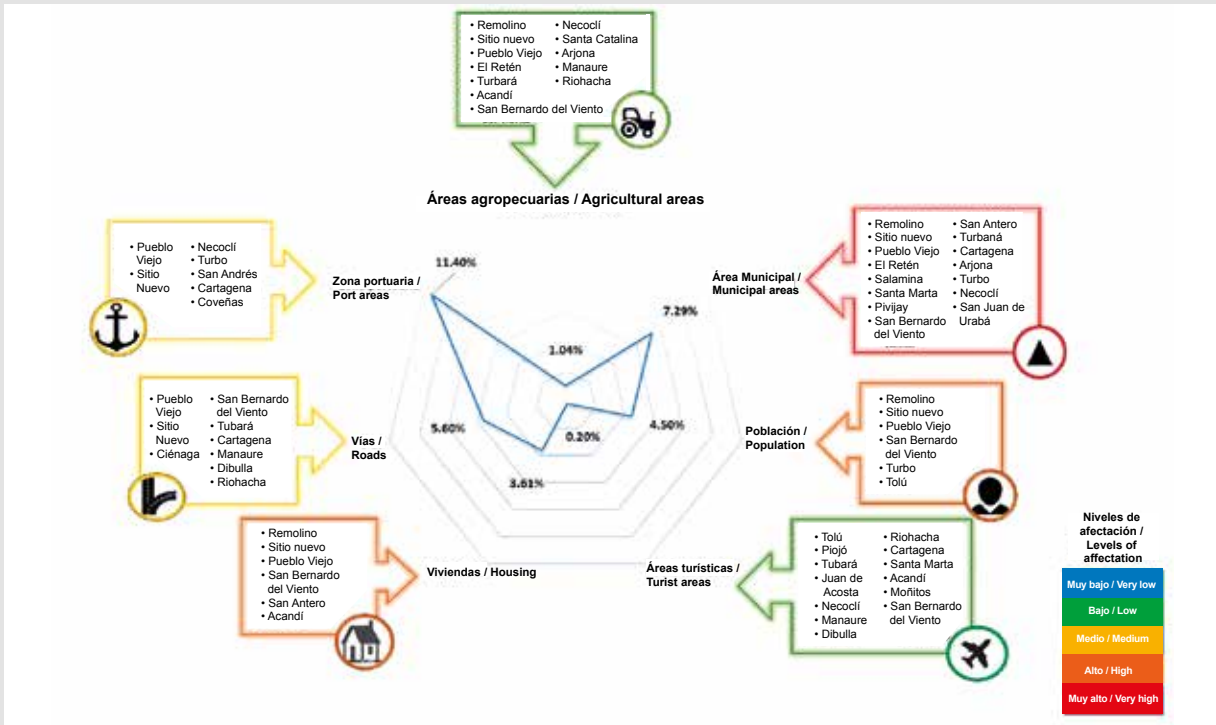 • Remolino
• Sitio nuevo
• Pueblo Viejo
• El Retén
• Turbará
• Acandí
• San Bernardo del Viento
• Necoclí
• Santa Catalina
• Arjona
• Manaure
• Riohacha
Áreas agropecuarias / Agricultural areas
• Pueblo
Viejo
• Sitio
Nuevo
• Necoclí
• Turbo
• San Andrés
• Cartagena
• Coveñas
Zona portuaria /
Port areas
11.40%
1.04%
7.29%
4.50%
0.20%
3.61%
5.60%
Área Municipal /
Municipal areas
• Remolino
• Sitio nuevo
• Pueblo Viejo
• El Retén
• Salamina
• Santa Marta
• Pivijay
• San Bernardo
del Viento
• San Antero
• Turbaná
• Cartagena
• Arjona
• Turbo
• Necoclí
• San Juan de
Urabá
• Pueblo
Viejo
• Sitio
Nuevo
• Ciénaga
• San Bernardo
del Viento
• Tubará
• Cartagena
• Manaure
• Dibulla
• Riohacha
Vías /
Roads
Población /
Population
• Remolino
• Sitio nuevo
• Pueblo Viejo
• San Bernardo
del Viento
• Turbo
• Tolú
• Remolino
• Sitio nuevo
• Pueblo Viejo
• San Bernardo
del Viento
• San Antero
• Acandí
Viviendas / Housing
Áreas turísticas /
Turist areas
• Tolú
• Piojó
• Tubará
• Juan de
Acosta
• Necoclí
• Manaure
• Dibulla
• Riohacha
• Cartagena
• Santa Marta
• Acandí
• Moñitos
• San Bernardo
del Viento
Niveles de
afectación /
Levels of
affectation
Muy bajo / Very low
Bajo / Low
Medio / Medium
Alto / High
Muy alto / Very high